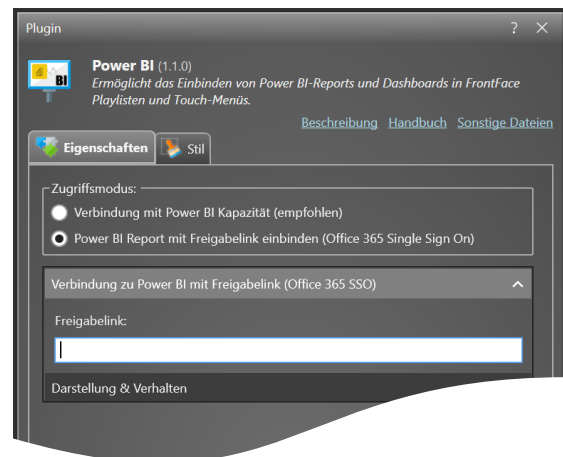 Plugin
?
BI
Power BI (1.1.0)
Ermöglicht das Einbinden von Power BI-Reports und Dashboards in FrontFace
Playlisten und Touch-Menüs.
Beschreibung Handbuch Sonstige Dateien
Eigenschaften Stil
Zugriffsmodus:
Verbindung mit Power BI Kapazität (empfohlen)
Power BI Report mit Freigabelink einbinden (Office 365 Single Sign On)
Verbindung zu Power BI mit Freigabelink (Office 365 SSO)
Freigabelink:
Darstellung & Verhalten